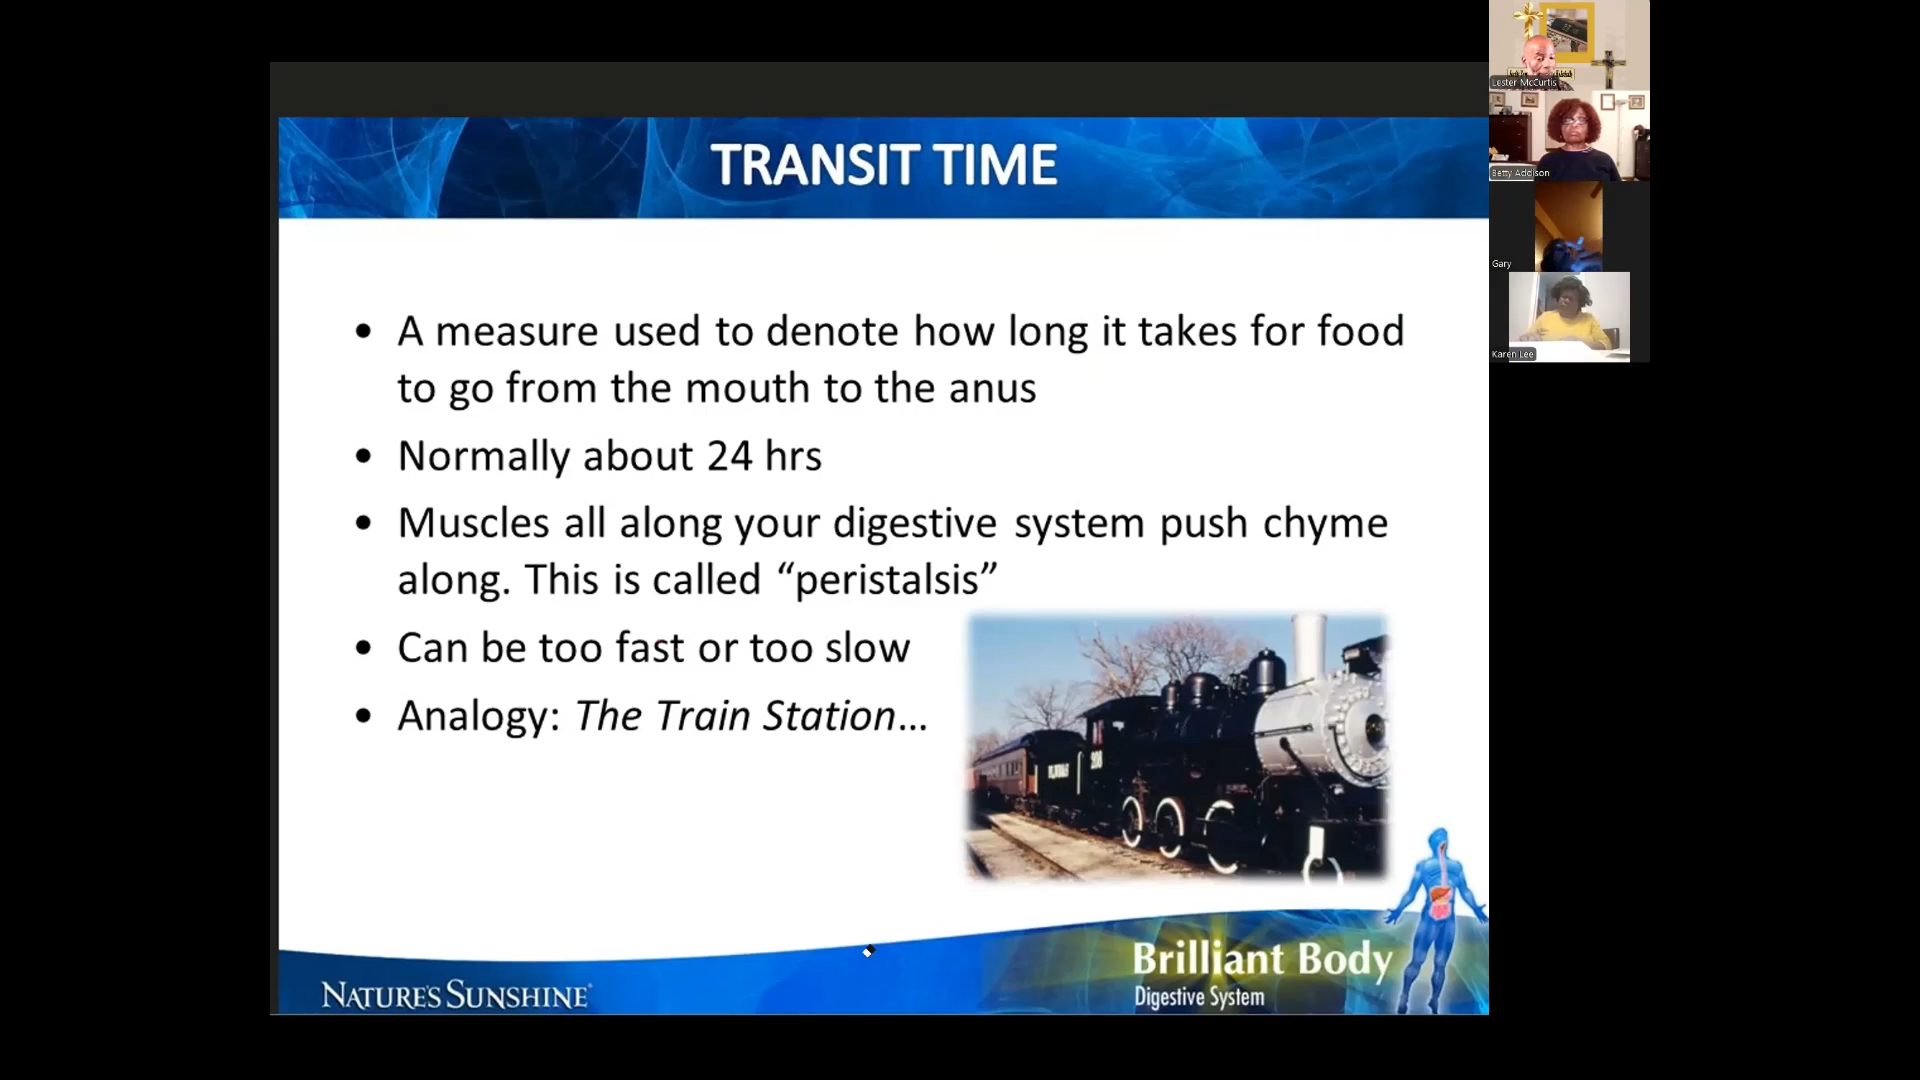 TRANSIT TIME
• A measure used to denote how long it takes for food
to go from the mouth to the anus
• Normally about 24 hrs
• Muscles all along your digestive system push chyme
along. This is called “peristalsis”
• Can be too fast or too slow
• Analogy: The Train Station…
NATURE'S SUNSHINE
Brilliant Body
Digestive System
Lester McCurtis
Betty Addison
Gary
Karen Lee